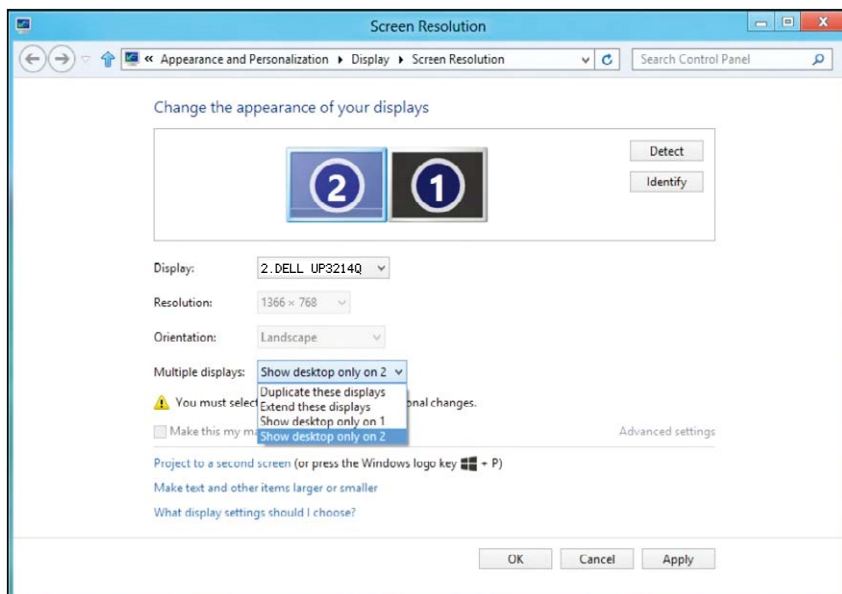 Screen Resolution
« Appearance and Personalization ▸ Display ▸ Screen Resolution
Search Control Panel
Change the appearance of your displays
2
1
Detect
Identify
Display: 2.DELL UP3214Q
Resolution: 1366 × 768
Orientation: Landscape
Multiple displays: Show desktop only on 2
Duplicate these displays
You must select onal changes.
Extend these displays
Show desktop only on 1
Make this my ma
Show desktop only on 2
Advanced settings
Project to a second screen (or press the Windows logo key + P)
Make text and other items larger or smaller
What display settings should I choose?
OK Cancel Apply